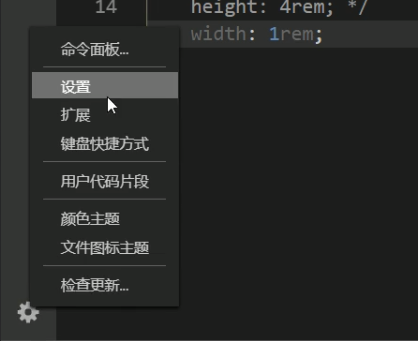 14 height: 4rem; */
width: 1rem;
命令面板...
设置
扩展
键盘快捷方式
用户代码片段
颜色主题
文件图标主题
检查更新...